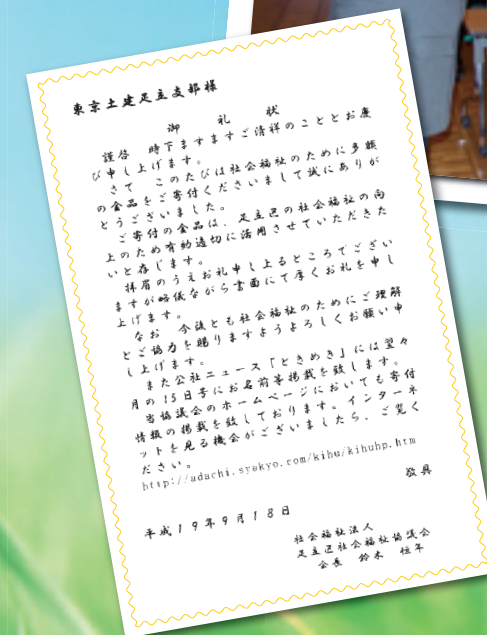 東京土建足立支部様
御　礼　状
謹啓　時下ますますご清祥のこととお慶
び申し上げます。
さて　このたびは社会福祉のために多額
の金品をご寄付くださいまして誠にありが
とうございました。
ご寄付の金品は、足立区の社会福祉の向
上のため有効適切に活用させていただきた
いと存じます。
拝眉のうえお礼申し上るところでござい
ますが略儀ながら書面にて厚くお礼を申し
上げます。
なお　今後とも社会福祉のためにご理解
とご協力を賜りますようよろしくお願い申
し上げます。
また公社ニュース「ときめき」には翌々
月の15日号にお名前等掲載を致します。
当協議会のホームページにおいても寄付
情報の掲載を致しております。インターネ
ットを見る機会がございましたら、ご覧く
ださい。
http://adachi.syakyo.com/kihu/kihuhp.htm
敬具
平成19年9月18日
社会福祉法人
足立区社会福祉協議会
会長　鈴木　恒年